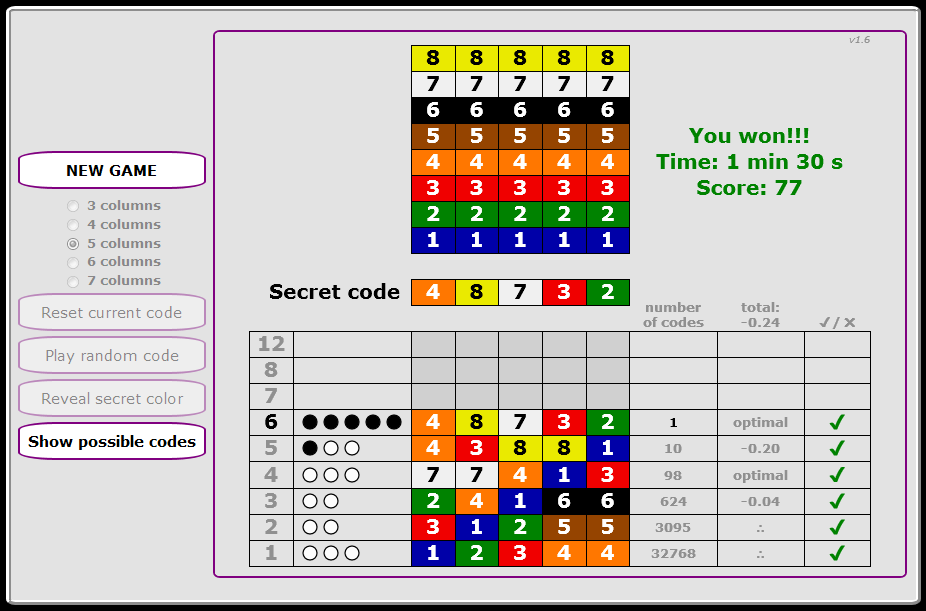 v1.6
8 8 8 8 8
7 7 7 7 7
6 6 6 6 6
5 5 5 5 5
4 4 4 4 4
3 3 3 3 3
2 2 2 2 2
1 1 1 1 1
You won!!!
Time: 1 min 30 s
Score: 77
NEW GAME
3 columns
4 columns
5 columns
6 columns
7 columns
Reset current code
Play random code
Reveal secret color
Show possible codes
Secret code 4 8 7 3 2
number of codes
total: -0.24
✓/✗
12
8
7
6 4 8 7 3 2 1 optimal ✓
5 4 3 8 8 1 10 -0.20 ✓
4 7 7 4 1 3 98 optimal ✓
3 2 4 1 6 6 624 -0.04 ✓
2 3 1 2 5 5 3095 ∴ ✓
1 1 2 3 4 4 32768 ∴ ✓